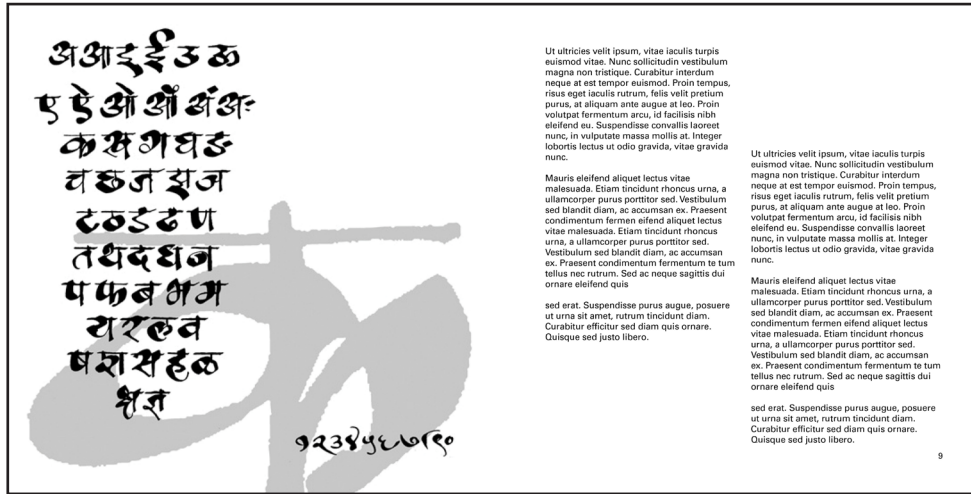 अ आ इ ई उ ऊ
ए ऐ ओ औ अं अः
क ख ग घ ङ
च छ ज झ ञ
ट ठ ड ढ ण
त थ द ध न
प फ ब भ म
य र ल व
ष श स ह ळ
क्ष ज्ञ
१२३४५६७८९०
क
Ut ultricies velit ipsum, vitae iaculis turpis
euismod vitae. Nunc sollicitudin vestibulum
magna non tristique. Curabitur interdum
neque at est tempor euismod. Proin tempus,
risus eget iaculis rutrum, felis velit pretium
purus, at aliquam ante augue at leo. Proin
volutpat fermentum arcu, id facilisis nibh
eleifend eu. Suspendisse convallis laoreet
nunc, in vulputate massa mollis at. Integer
lobortis lectus ut odio gravida, vitae gravida
nunc.
Mauris eleifend aliquet lectus vitae
malesuada. Etiam tincidunt rhoncus urna, a
ullamcorper purus porttitor sed. Vestibulum
sed blandit diam, ac accumsan ex. Praesent
condimentum fermen eifend aliquet lectus
vitae malesuada. Etiam tincidunt rhoncus
urna, a ullamcorper purus porttitor sed.
Vestibulum sed blandit diam, ac accumsan
ex. Praesent condimentum fermentum te tum
tellus nec rutrum. Sed ac neque sagittis dui
ornare eleifend quis
sed erat. Suspendisse purus augue, posuere
ut urna sit amet, rutrum tincidunt diam.
Curabitur efficitur sed diam quis ornare.
Quisque sed justo libero.
Ut ultricies velit ipsum, vitae iaculis turpis
euismod vitae. Nunc sollicitudin vestibulum
magna non tristique. Curabitur interdum
neque at est tempor euismod. Proin tempus,
risus eget iaculis rutrum, felis velit pretium
purus, at aliquam ante augue at leo. Proin
volutpat fermentum arcu, id facilisis nibh
eleifend eu. Suspendisse convallis laoreet
nunc, in vulputate massa mollis at. Integer
lobortis lectus ut odio gravida, vitae gravida
nunc.
Mauris eleifend aliquet lectus vitae
malesuada. Etiam tincidunt rhoncus urna, a
ullamcorper purus porttitor sed. Vestibulum
sed blandit diam, ac accumsan ex. Praesent
condimentum fermen eifend aliquet lectus
vitae malesuada. Etiam tincidunt rhoncus
urna, a ullamcorper purus porttitor sed.
Vestibulum sed blandit diam, ac accumsan
ex. Praesent condimentum fermentum te tum
tellus nec rutrum. Sed ac neque sagittis dui
ornare eleifend quis
sed erat. Suspendisse purus augue, posuere
ut urna sit amet, rutrum tincidunt diam.
Curabitur efficitur sed diam quis ornare.
Quisque sed justo libero.
9